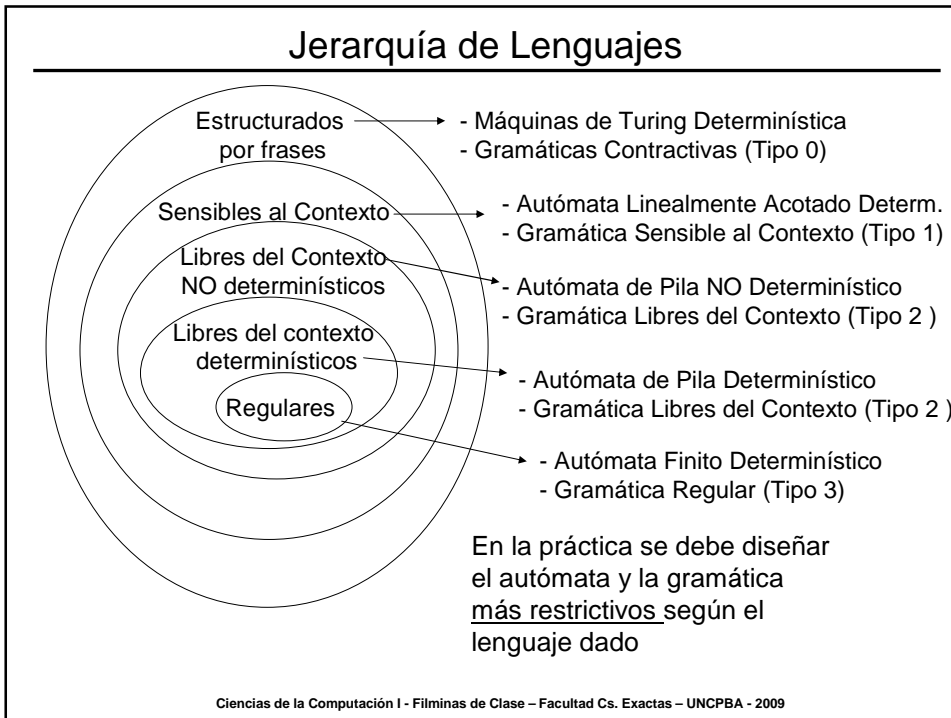 Jerarquía de Lenguajes
Estructurados
por frases
- Máquinas de Turing Determinística
- Gramáticas Contractivas (Tipo 0)
Sensibles al Contexto
- Autómata Linealmente Acotado Determ.
- Gramática Sensible al Contexto (Tipo 1)
Libres del Contexto
NO determinísticos
- Autómata de Pila NO Determinístico
- Gramática Libres del Contexto (Tipo 2 )
Libres del contexto
determinísticos
- Autómata de Pila Determinístico
- Gramática Libres del Contexto (Tipo 2 )
Regulares
- Autómata Finito Determinístico
- Gramática Regular (Tipo 3)
En la práctica se debe diseñar
el autómata y la gramática
más restrictivos según el
lenguaje dado
Ciencias de la Computación I - Filminas de Clase – Facultad Cs. Exactas – UNCPBA - 2009